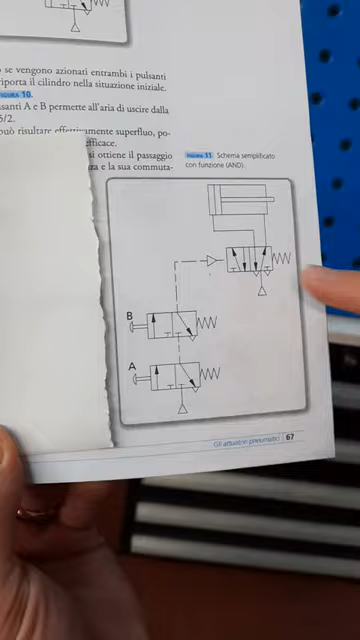 se vengono azionati entrambi i pulsanti
riporta il cilindro nella situazione iniziale.
FIGURA 10.
santi A e B permette all'aria di uscire dalla
5/2.
può risultare effettivamente superfluo, po-
efficace.
si ottiene il passaggio
e la sua commuta-
FIGURA 11 Schema semplificato
con funzione (AND).
B
A
Gli attuatori pneumatici 67